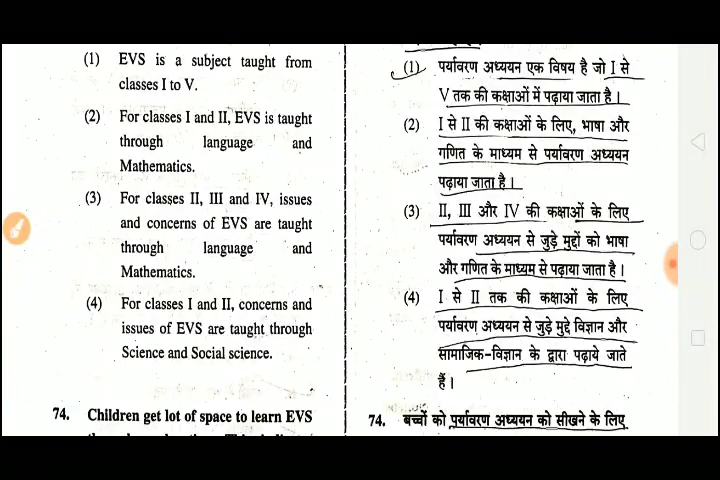 (1) EVS is a subject taught from
classes I to V.
(2) For classes I and II, EVS is taught
through language and
Mathematics.
(3) For classes II, III and IV, issues
and concerns of EVS are taught
through language and
Mathematics.
(4) For classes I and II, concerns and
issues of EVS are taught through
Science and Social science.
74. Children get lot of space to learn EVS
(1) पर्यावरण अध्ययन एक विषय है जो I से
V तक की कक्षाओं में पढ़ाया जाता है।
(2) I से II की कक्षाओं के लिए, भाषा और
गणित के माध्यम से पर्यावरण अध्ययन
पढ़ाया जाता है।
(3) II, III और IV की कक्षाओं के लिए
पर्यावरण अध्ययन से जुड़े मुद्दों को भाषा
और गणित के माध्यम से पढ़ाया जाता है।
(4) I से II तक की कक्षाओं के लिए
पर्यावरण अध्ययन से जुड़े मुद्दे विज्ञान और
सामाजिक-विज्ञान के द्वारा पढ़ाये जाते
हैं।
74. बच्चों को पर्यावरण अध्ययन को सीखने के लिए